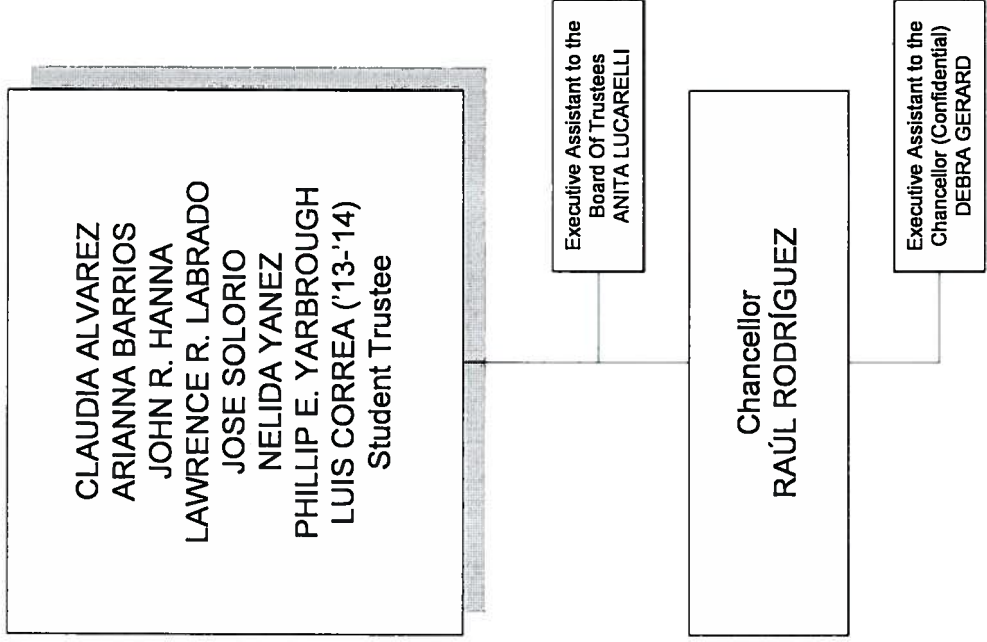 CLAUDIA ALVAREZ
ARIANNA BARRIOS
JOHN R. HANNA
LAWRENCE R. LABRADO
JOSE SOLORIO
NELIDA YANEZ
PHILLIP E. YARBROUGH
LUIS CORREA ('13-'14)
Student Trustee
Executive Assistant to the
Board Of Trustees
ANITA LUCARELLI
Chancellor
RAÚL RODRÍGUEZ
Executive Assistant to the
Chancellor (Confidential)
DEBRA GERARD